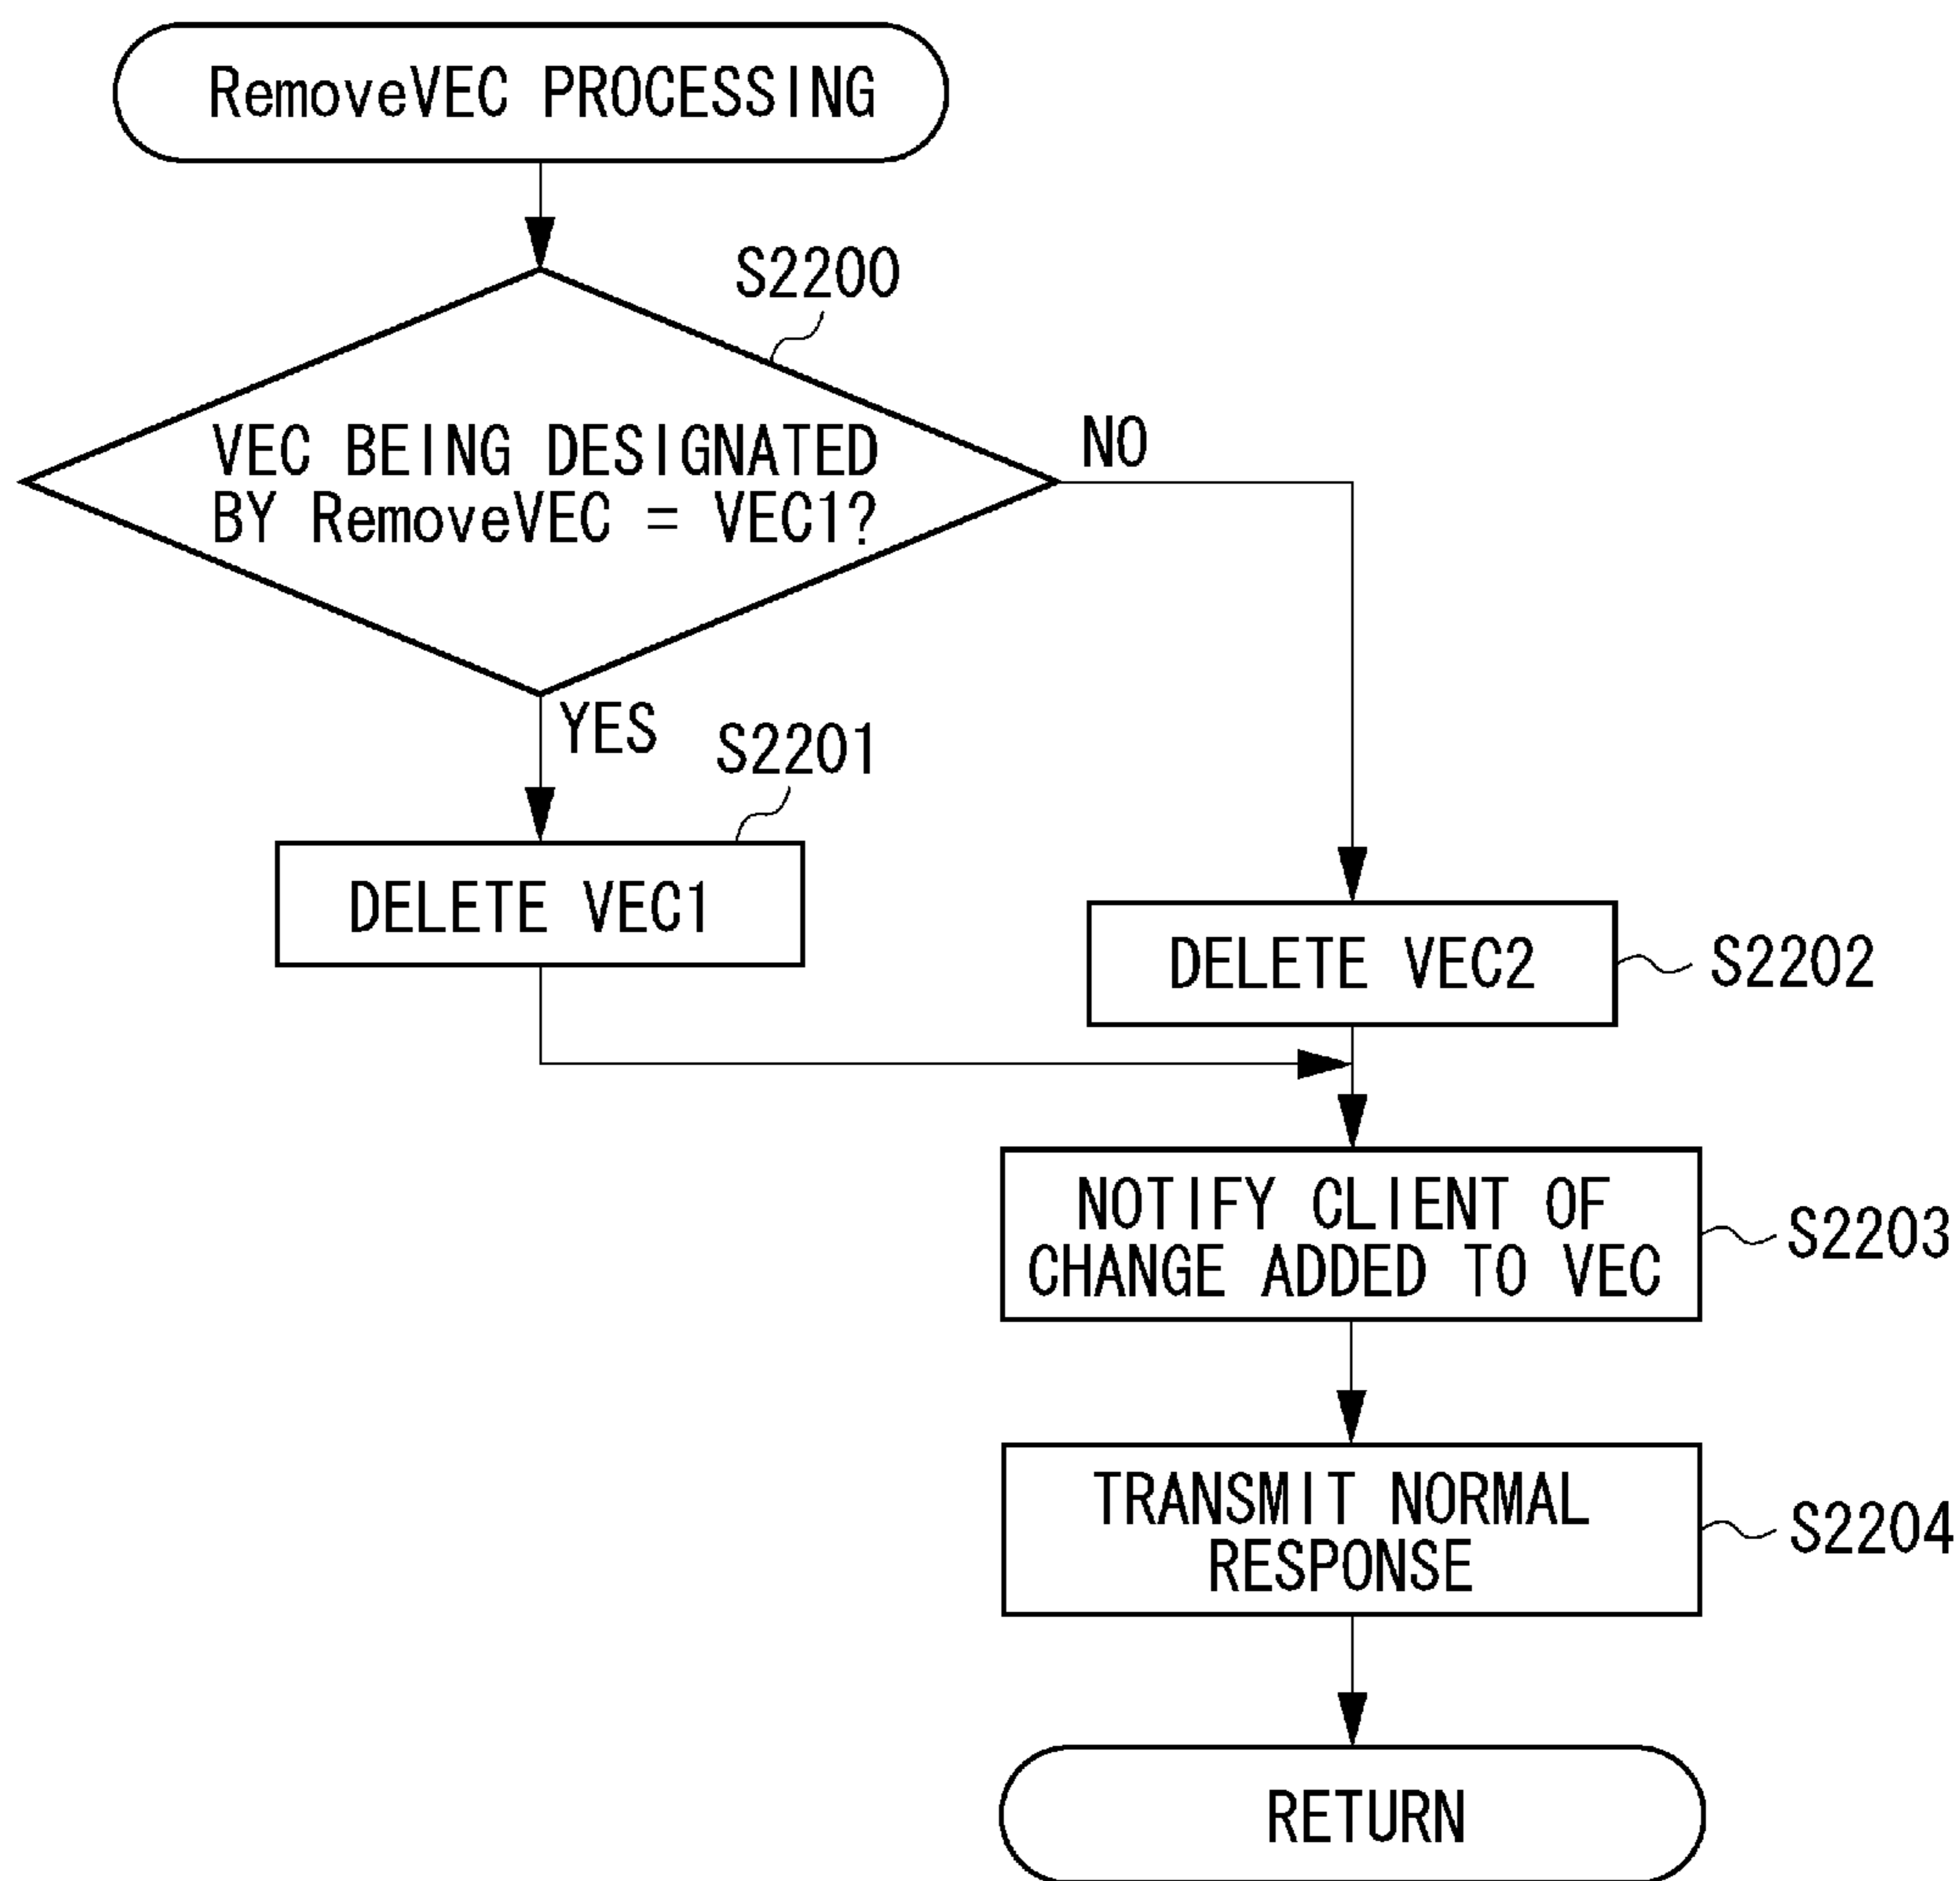 RemoveVEC PROCESSING
S2200
VEC BEING DESIGNATED
BY RemoveVEC = VEC1?
NO
YES
S2201
DELETE VEC1
DELETE VEC2
S2202
NOTIFY CLIENT OF
CHANGE ADDED TO VEC
S2203
TRANSMIT NORMAL
RESPONSE
S2204
RETURN